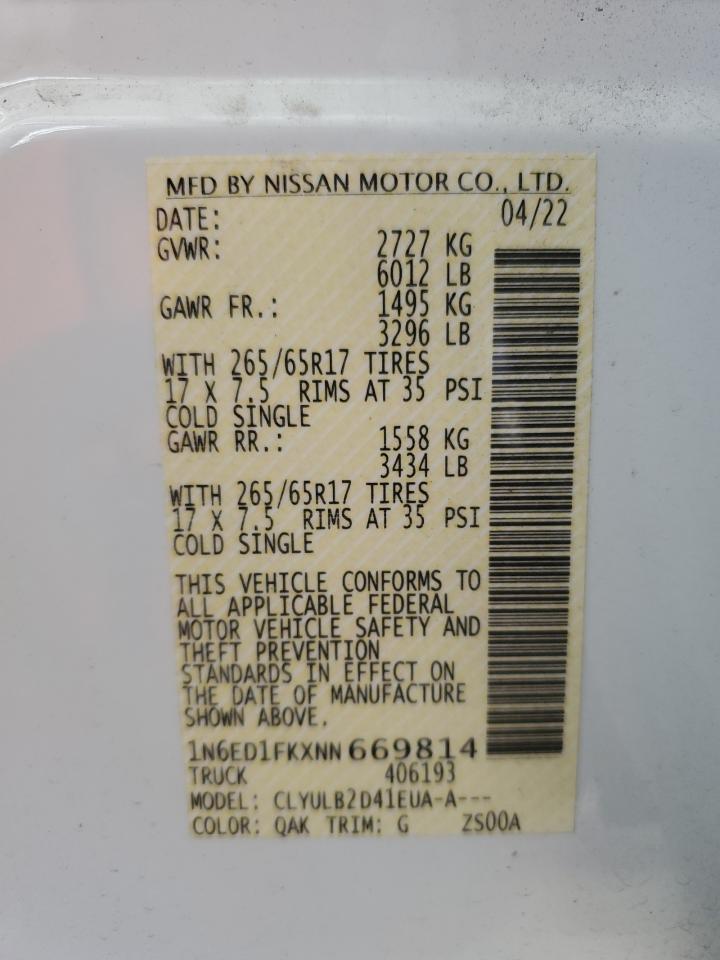 MFD BY NISSAN MOTOR CO., LTD.
DATE: 04/22
GVWR: 2727 KG
6012 LB
GAWR FR.: 1495 KG
3296 LB
WITH 265/65R17 TIRES
17 X 7.5 RIMS AT 35 PSI
COLD SINGLE
GAWR RR.: 1558 KG
3434 LB
WITH 265/65R17 TIRES
17 X 7.5 RIMS AT 35 PSI
COLD SINGLE
THIS VEHICLE CONFORMS TO
ALL APPLICABLE FEDERAL
MOTOR VEHICLE SAFETY AND
THEFT PREVENTION
STANDARDS IN EFFECT ON
THE DATE OF MANUFACTURE
SHOWN ABOVE.
1N6ED1FKXNN669814
TRUCK 406193
MODEL: CLYULB2D41EUA-A---
COLOR: QAK TRIM: G ZS00A